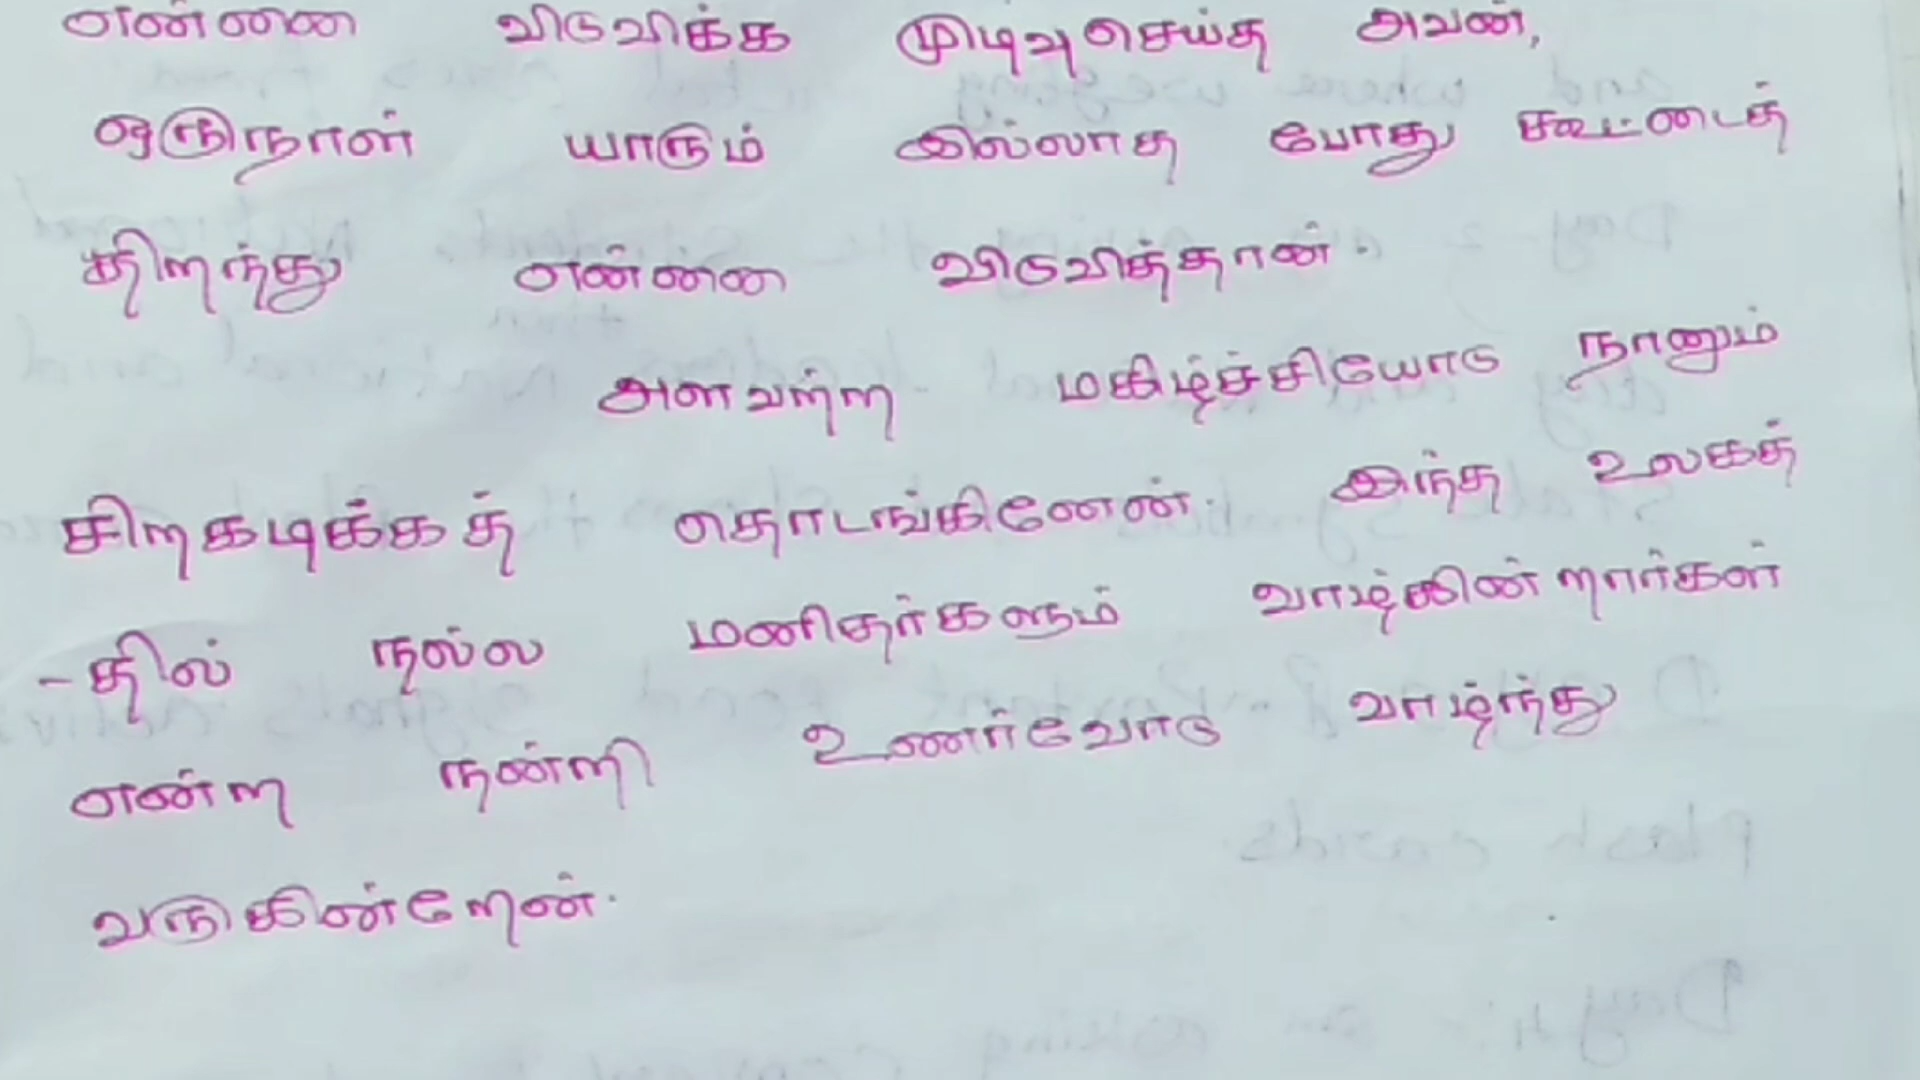 என்னை விடுவிக்க முடிவுசெய்த அவன்,
ஒருநாள் யாரும் இல்லாத போது கூட்டைத்
திறந்து என்னை விடுவித்தான்.
அளவற்ற மகிழ்ச்சியோடு நானும்
சிறகடிக்கத் தொடங்கினேன். இந்த உலகத்
-தில் நல்ல மனிதர்களும் வாழ்கின்றார்கள்
என்ற நன்றி உணர்வோடு வாழ்ந்து
வருகின்றேன்.